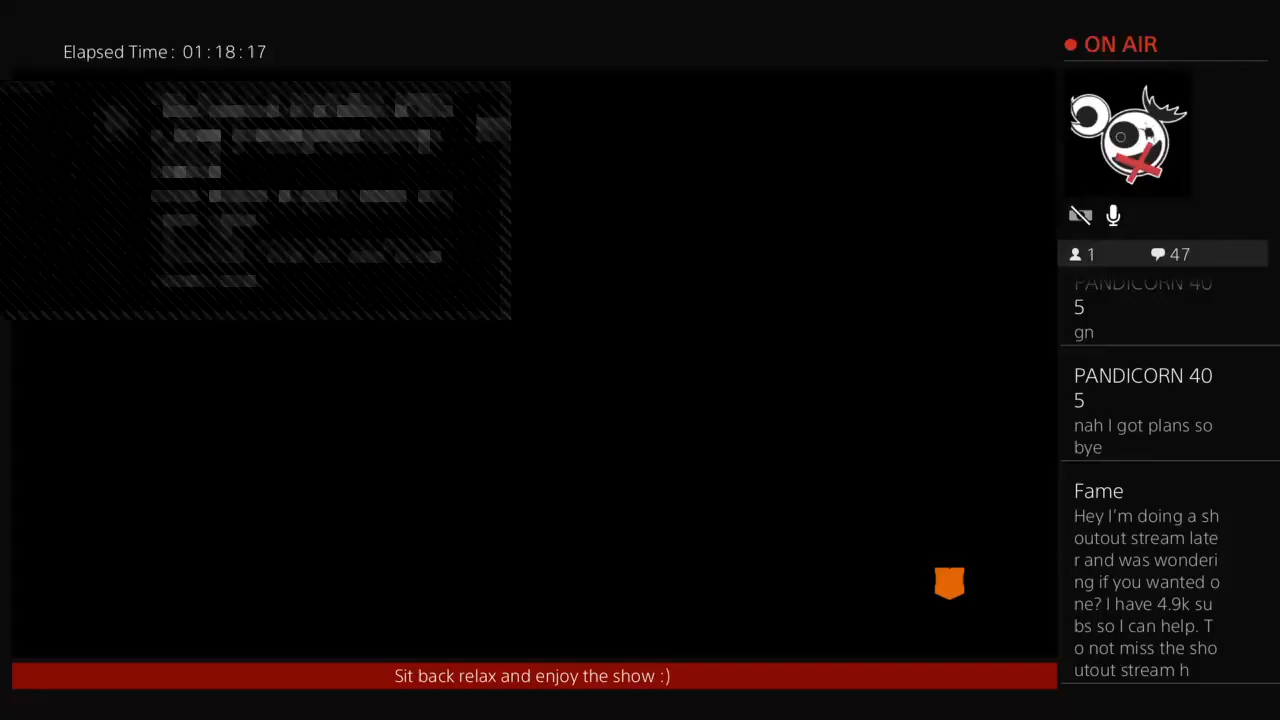 Elapsed Time: 01:18:17
ON AIR
1
47
PANDICORN 40
5
gn
PANDICORN 40
5
nah I got plans so
bye
Fame
Hey I'm doing a sh
outout stream late
r and was wonderi
ng if you wanted o
ne? I have 4.9k su
bs so I can help. T
o not miss the sho
utout stream h
Sit back relax and enjoy the show :)